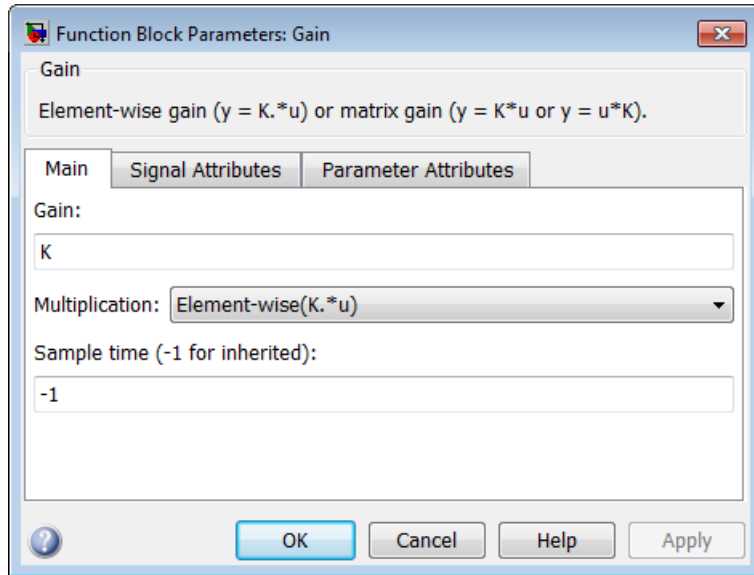 Function Block Parameters: Gain
Gain
Element-wise gain (y = K.*u) or matrix gain (y = K*u or y = u*K).
Main Signal Attributes Parameter Attributes
Gain:
K
Multiplication: Element-wise(K.*u)
Sample time (-1 for inherited):
-1
? OK Cancel Help Apply